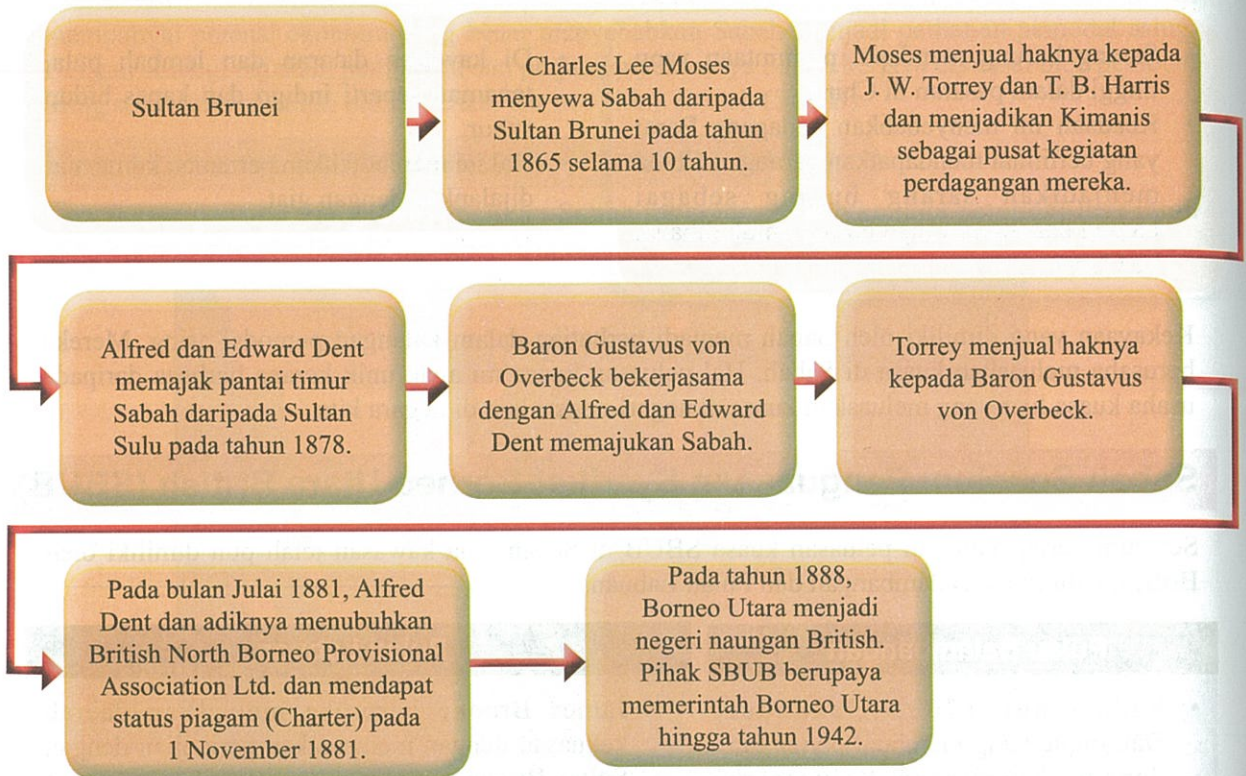 Sultan Brunei
Charles Lee Moses
menyewa Sabah daripada
Sultan Brunei pada tahun
1865 selama 10 tahun.
Moses menjual haknya kepada
J. W. Torrey dan T. B. Harris
dan menjadikan Kimanis
sebagai pusat kegiatan
perdagangan mereka.
Alfred dan Edward Dent
memajak pantai timur
Sabah daripada Sultan
Sulu pada tahun 1878.
Baron Gustavus von
Overbeck bekerjasama
dengan Alfred dan Edward
Dent memajukan Sabah.
Torrey menjual haknya
kepada Baron Gustavus
von Overbeck.
Pada bulan Julai 1881, Alfred
Dent dan adiknya menubuhkan
British North Borneo Provisional
Association Ltd. dan mendapat
status piagam (Charter) pada
1 November 1881.
Pada tahun 1888,
Borneo Utara menjadi
negeri naungan British.
Pihak SBUB berupaya
memerintah Borneo Utara
hingga tahun 1942.